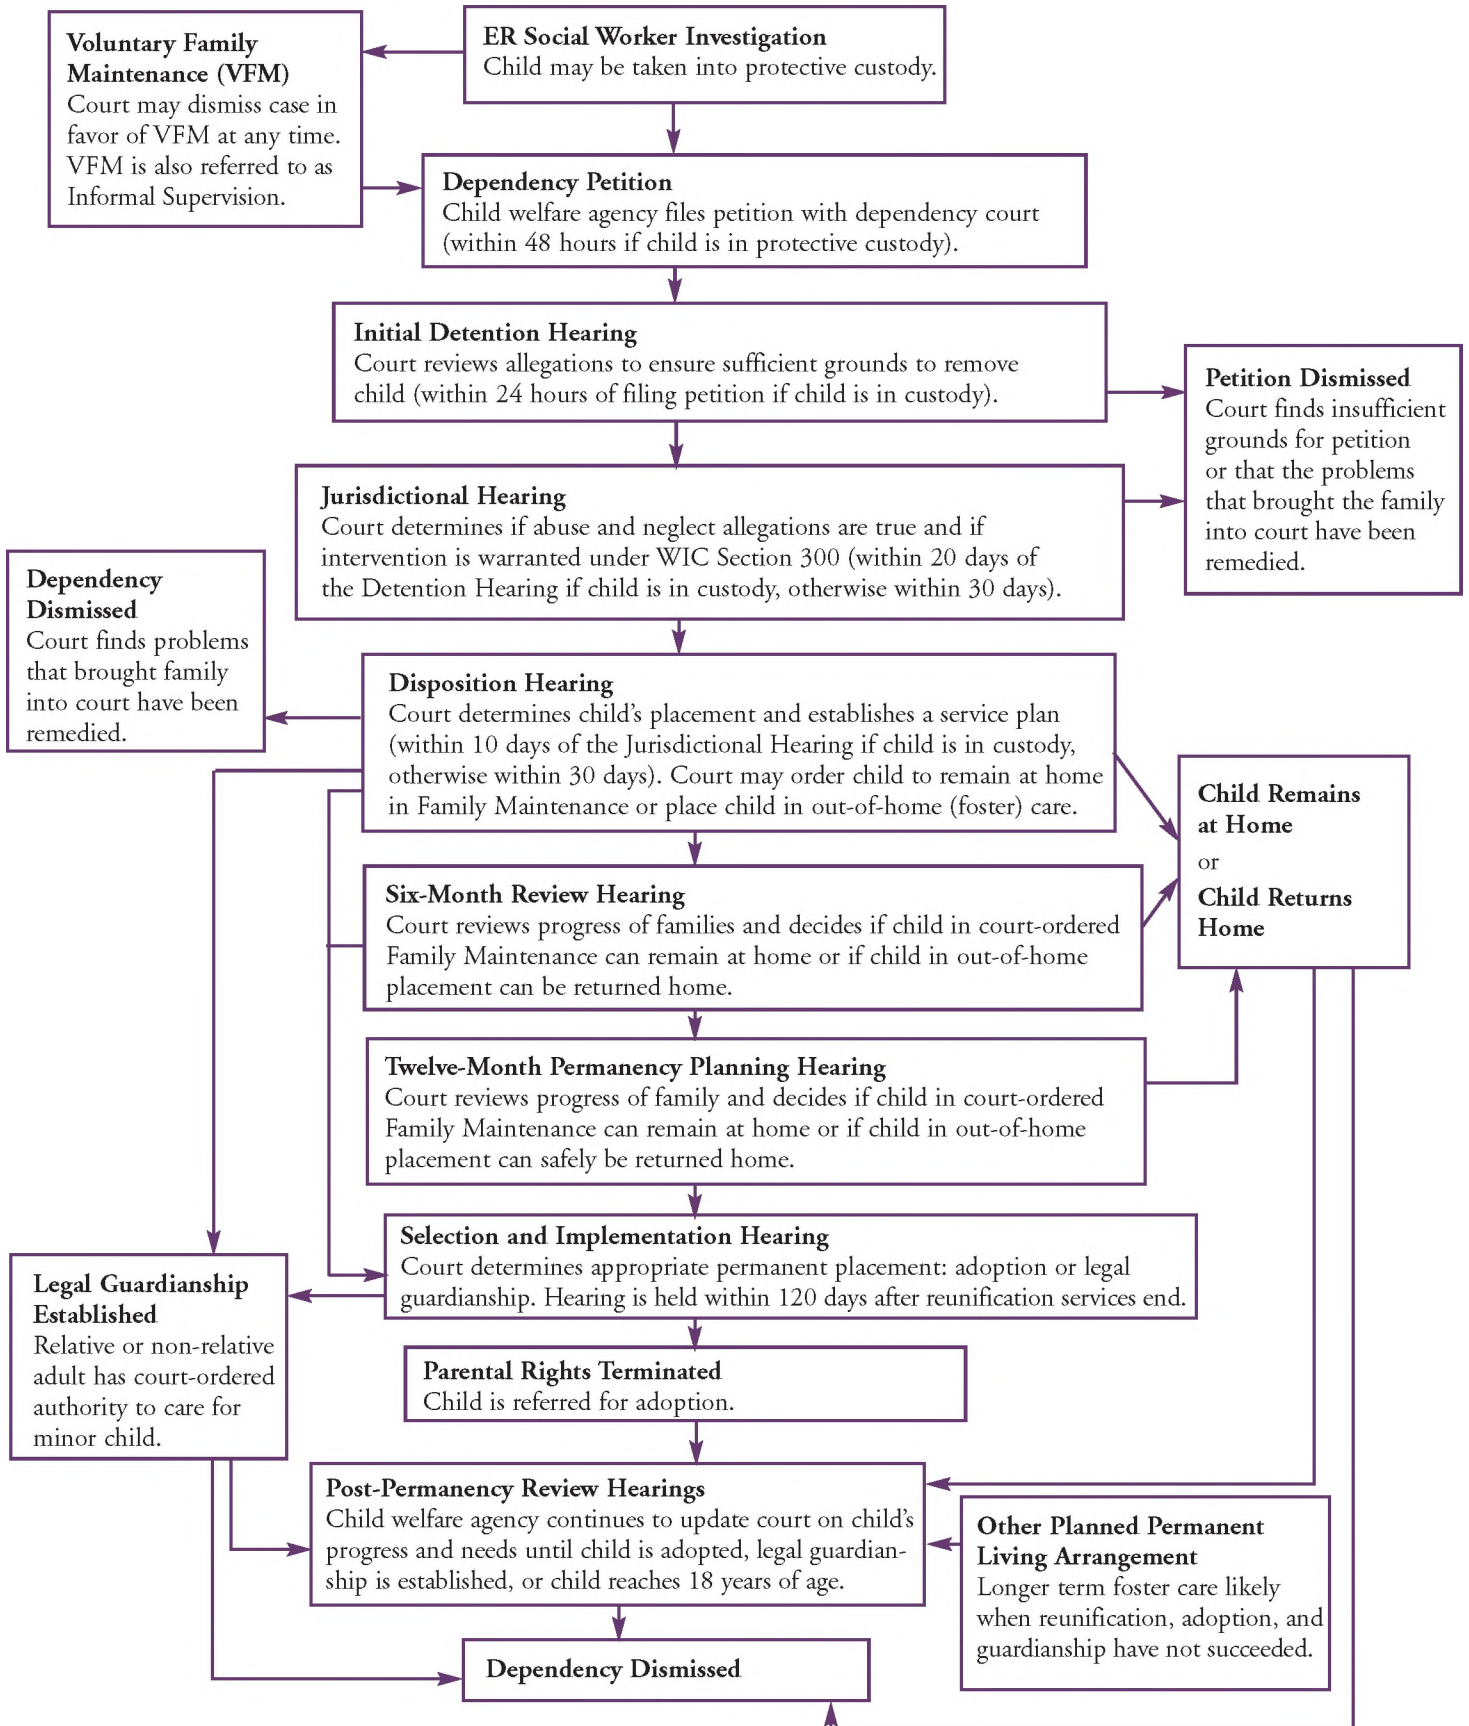 Voluntary Family
Maintenance (VFM)
Court may dismiss case in
favor of VFM at any time.
VFM is also referred to as
Informal Supervision.
ER Social Worker Investigation
Child may be taken into protective custody.
Dependency Petition
Child welfare agency files petition with dependency court
(within 48 hours if child is in protective custody).
Initial Detention Hearing
Court reviews allegations to ensure sufficient grounds to remove
child (within 24 hours of filing petition if child is in custody).
Petition Dismissed
Court finds insufficient
grounds for petition
or that the problems
that brought the family
into court have been
remedied.
Jurisdictional Hearing
Court determines if abuse and neglect allegations are true and if
intervention is warranted under WIC Section 300 (within 20 days of
the Detention Hearing if child is in custody, otherwise within 30 days).
Dependency
Dismissed
Court finds problems
that brought family
into court have been
remedied.
Disposition Hearing
Court determines child's placement and establishes a service plan
(within 10 days of the Jurisdictional Hearing if child is in custody,
otherwise within 30 days). Court may order child to remain at home
in Family Maintenance or place child in out-of-home (foster) care.
Child Remains
at Home
or
Child Returns
Home
Six-Month Review Hearing
Court reviews progress of families and decides if child in court-ordered
Family Maintenance can remain at home or if child in out-of-home
placement can be returned home.
Twelve-Month Permanency Planning Hearing
Court reviews progress of family and decides if child in court-ordered
Family Maintenance can remain at home or if child in out-of-home
placement can safely be returned home.
Selection and Implementation Hearing
Court determines appropriate permanent placement: adoption or legal
guardianship. Hearing is held within 120 days after reunification services end.
Legal Guardianship
Established
Relative or non-relative
adult has court-ordered
authority to care for
minor child.
Parental Rights Terminated
Child is referred for adoption.
Post-Permanency Review Hearings
Child welfare agency continues to update court on child's
progress and needs until child is adopted, legal guardian-
ship is established, or child reaches 18 years of age.
Other Planned Permanent
Living Arrangement
Longer term foster care likely
when reunification, adoption, and
guardianship have not succeeded.
Dependency Dismissed